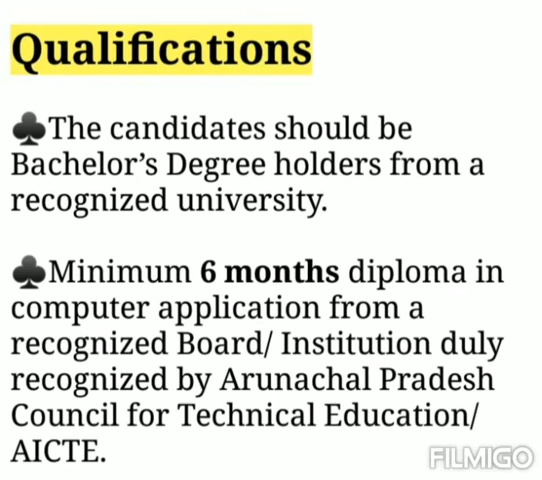 Qualifications
♣The candidates should be
Bachelor’s Degree holders from a
recognized university.
♣Minimum 6 months diploma in
computer application from a
recognized Board/ Institution duly
recognized by Arunachal Pradesh
Council for Technical Education/
AICTE.
FILMIGO